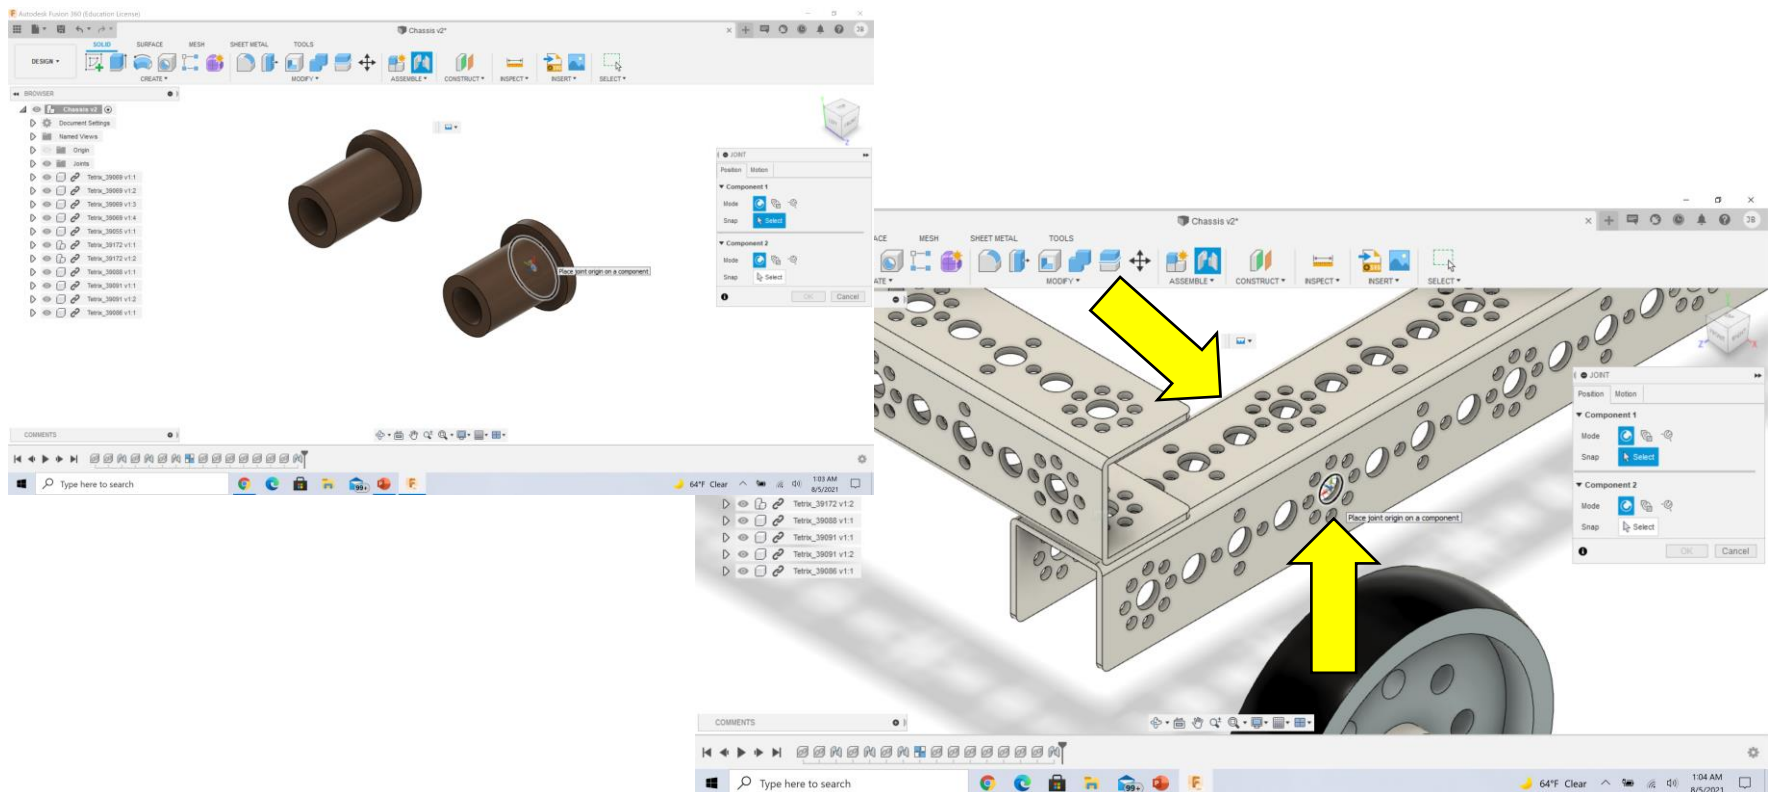 Autodesk Fusion 360 (Education License)
Chassis v2*
JB
SOLID SURFACE MESH SHEET METAL TOOLS
DESIGN
CREATE MODIFY ASSEMBLE CONSTRUCT INSPECT INSERT SELECT
BROWSER
Chassis v2
Document Settings
Named Views
Origin
Joints
Tetrix_39069 v1:1
Tetrix_39069 v1:2
Tetrix_39069 v1:3
Tetrix_39069 v1:4
Tetrix_39055 v1:1
Tetrix_39172 v1:1
Tetrix_39172 v1:2
Tetrix_39088 v1:1
Tetrix_39091 v1:1
Tetrix_39091 v1:2
Tetrix_39086 v1:1
Place joint origin on a component
Z
JOINT
Position Motion
Component 1
Mode
Snap Select
Component 2
Mode
Snap Select
OK Cancel
COMMENTS
Type here to search
99+
64°F Clear
1:03 AM
8/5/2021
Chassis v2*
JB
ACE MESH SHEET METAL TOOLS
ATE MODIFY ASSEMBLE CONSTRUCT INSPECT INSERT SELECT
Z X
JOINT
Position Motion
Component 1
Mode
Snap Select
Component 2
Mode
Snap Select
OK Cancel
Place joint origin on a component
Tetrix_39172 v1:2
Tetrix_39088 v1:1
Tetrix_39091 v1:1
Tetrix_39091 v1:2
Tetrix_39086 v1:1
COMMENTS
Type here to search
99+
64°F Clear
1:04 AM
8/5/2021